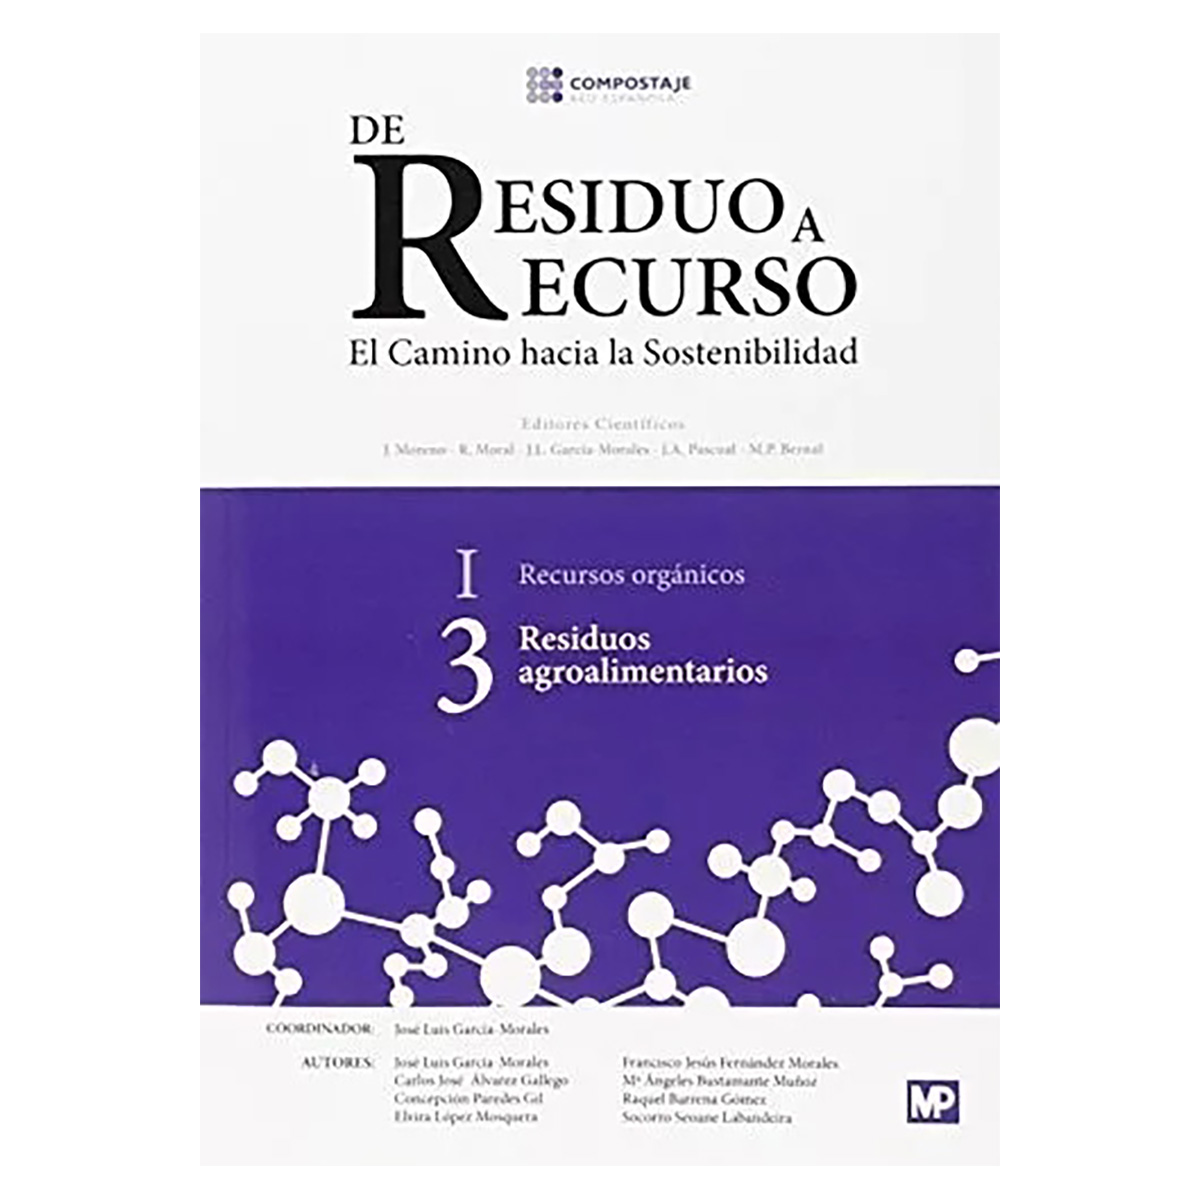 COMPOSTAJE
RED ESPAÑOLA
DE
RESIDUO A
RECURSO
El Camino hacia la Sostenibilidad
Editores Científicos
J. Moreno · R. Moral · J.L. García-Morales · J.A. Pascual · M.P. Bernal
I Recursos orgánicos
3 Residuos
agroalimentarios
COORDINADOR: José Luis García-Morales
AUTORES: José Luis García-Morales
Carlos José Álvarez Gallego
Concepción Paredes Gil
Elvira López Mosquera
Francisco Jesús Fernández Morales
Mª Ángeles Bustamante Muñoz
Raquel Barrena Gómez
Socorro Seoane Labandeira
MP